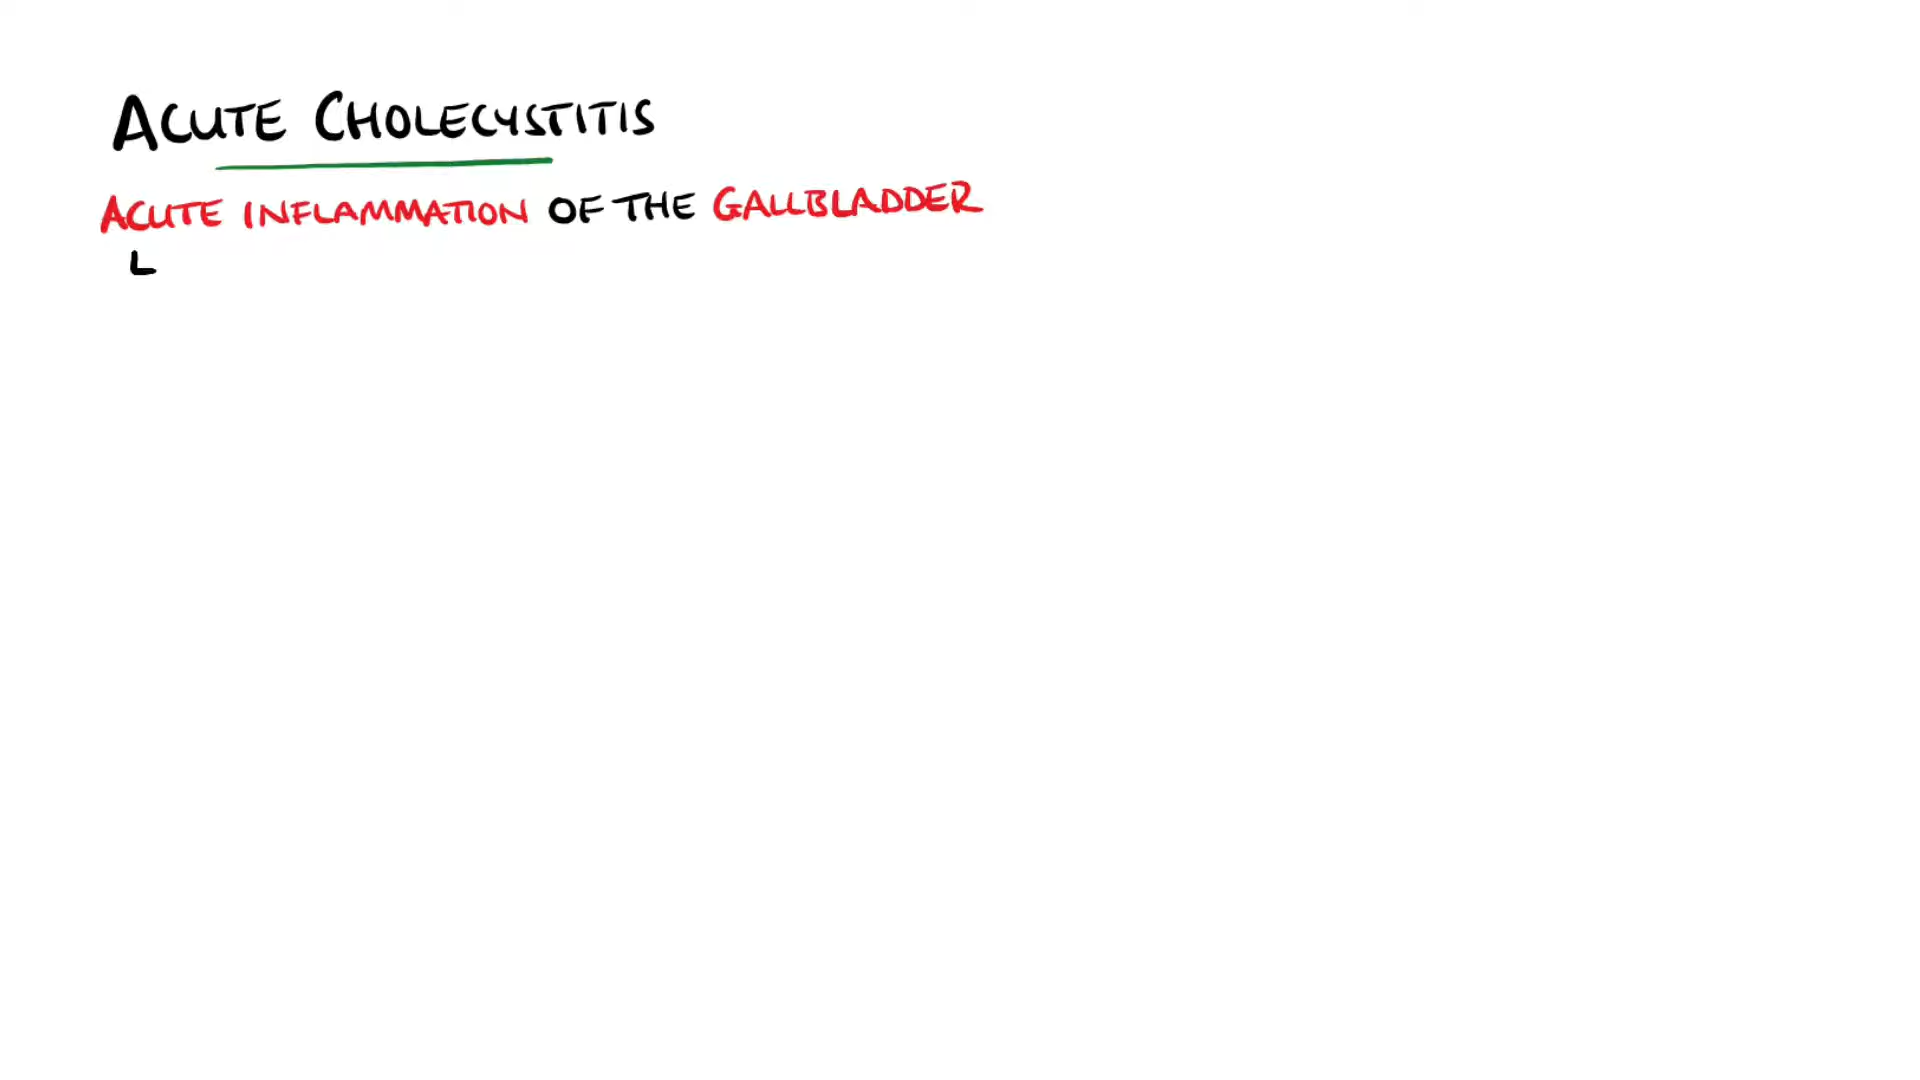 ACUTE CHOLECYSTITIS
ACUTE INFLAMMATION OF THE GALLBLADDER
L